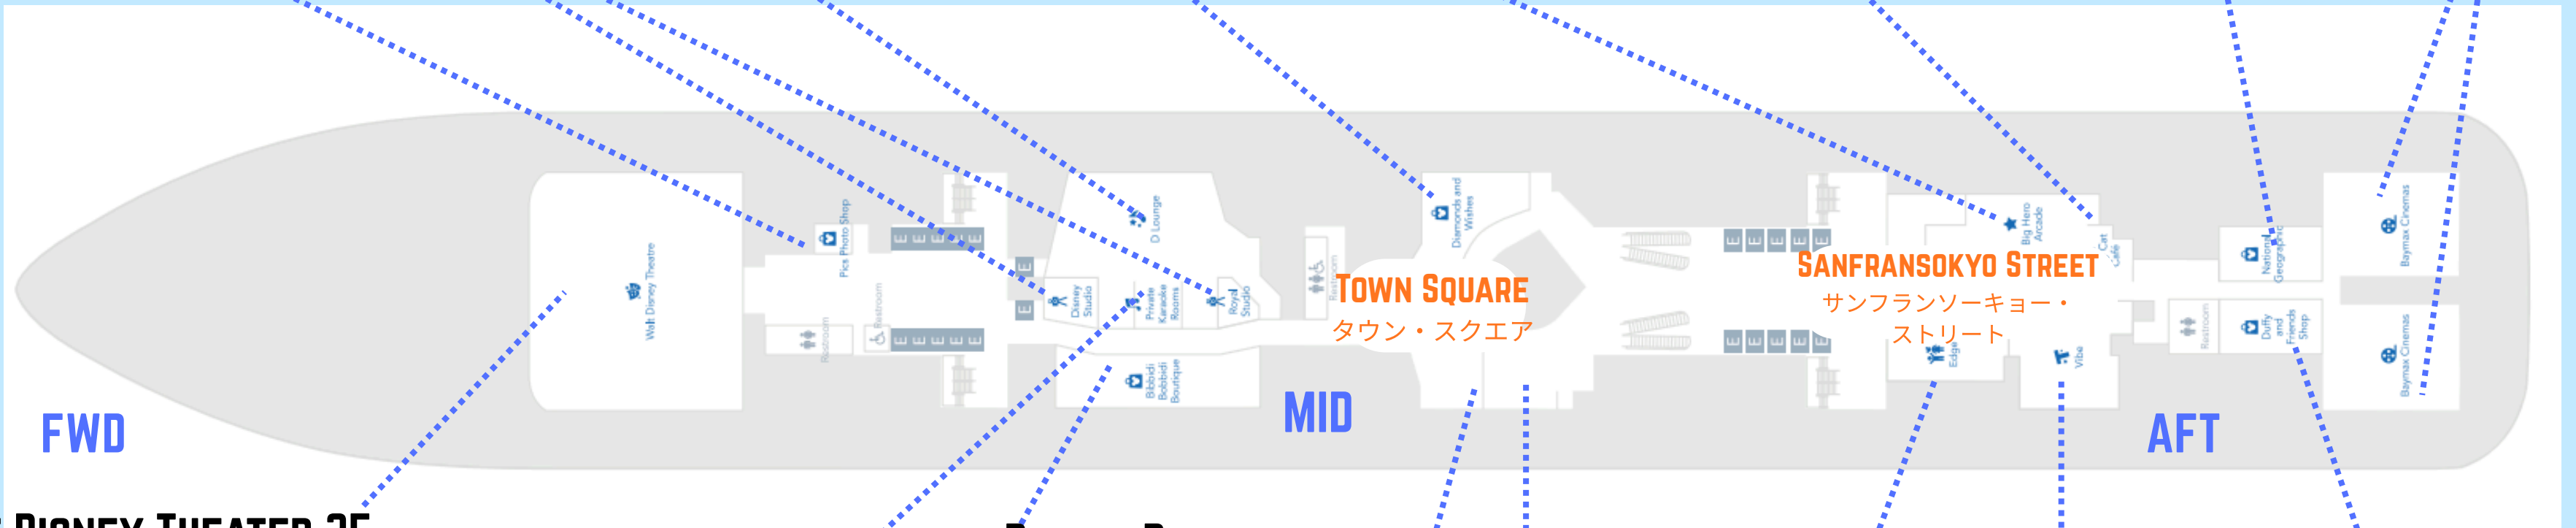 Walt Disney Theatre
Pics Photo Shop
Restroom
Restroom
E E E E E
E E E E E
E
E
Disney
Studio
D Lounge
Private
Karaoke
Rooms
Royal
Studio
Bibbidi
Bobbidi
Boutique
Restroom
Diamonds and
Wishes
TOWN SQUARE
タウン・スクエア
E E E E E
E E E E E
Big Hero
Arcade
Cat
Café
SANFRANSOKYO STREET
サンフランソーキョー・
ストリート
Edge
Vibe
National
Geographic
Restroom
Duffy
and
Friends
Shop
Baymax Cinemas
Baymax Cinemas
FWD
MID
AFT
DISNEY THEATER 3F